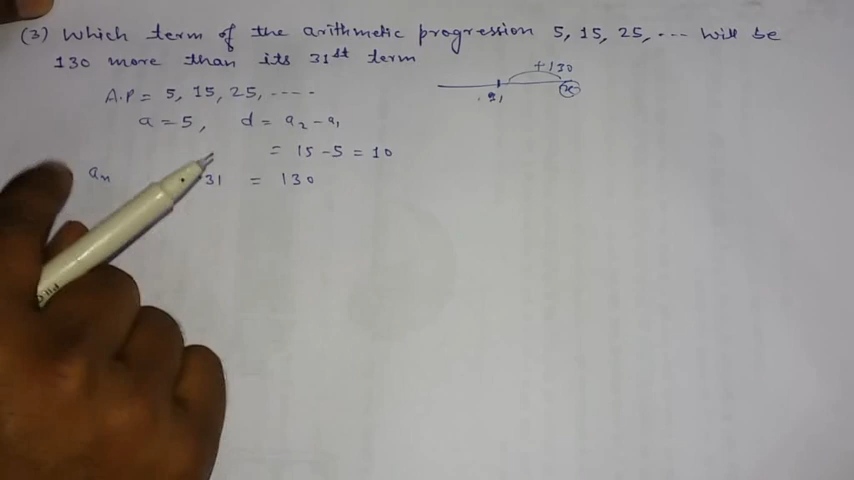 (3) Which term of the arithmetic progression 5, 15, 25, ... will be
130 more than its 31st term
+130
A.P = 5, 15, 25, ....
a = 5, d = a2 - a1
= 15 - 5 = 10
an 31 = 130